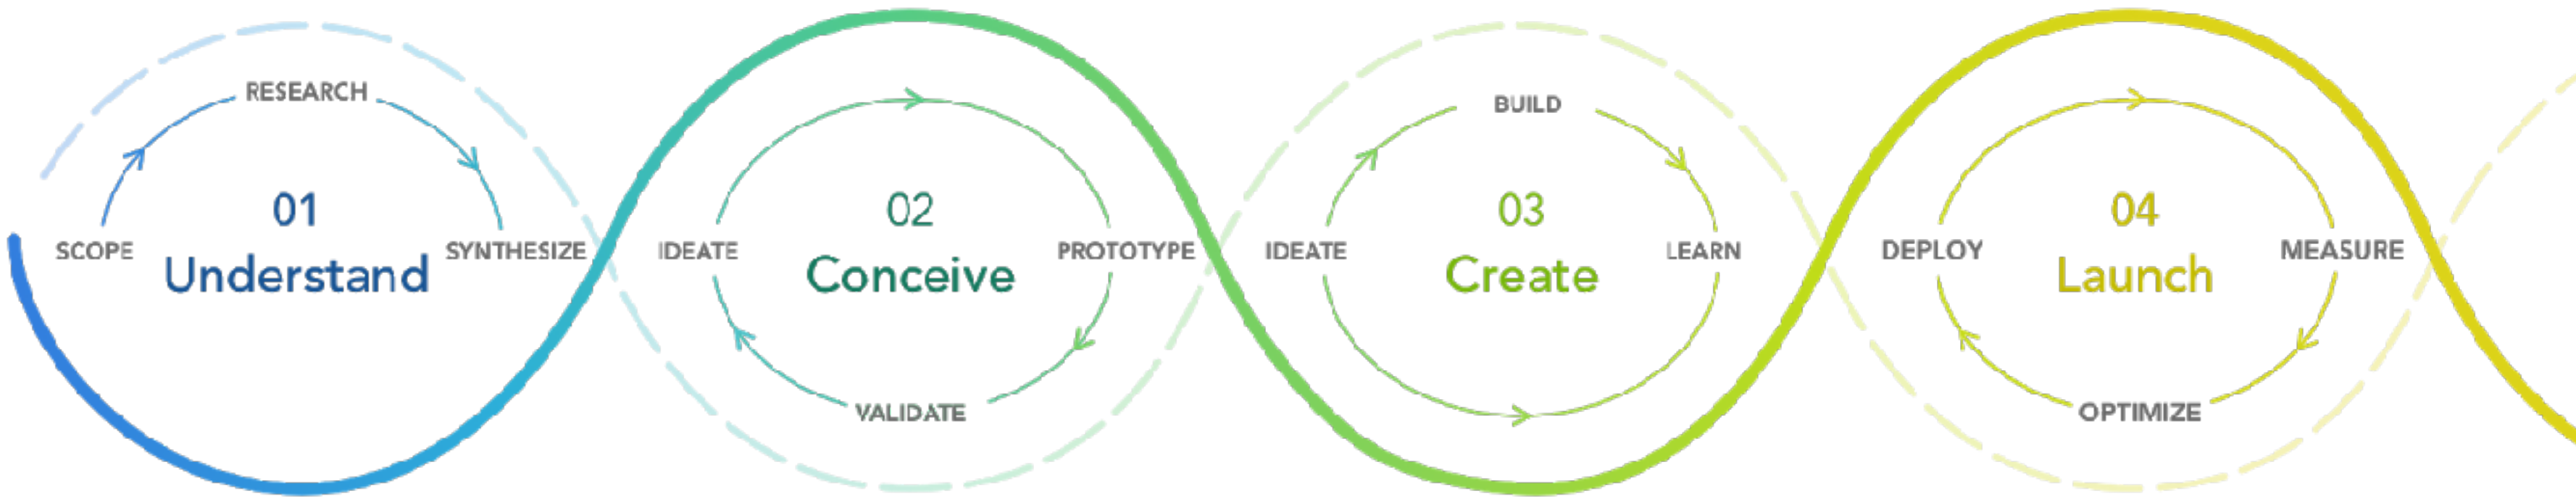 RESEARCH
SCOPE
01
Understand
SYNTHESIZE
IDEATE
02
Conceive
PROTOTYPE
VALIDATE
BUILD
IDEATE
03
Create
LEARN
DEPLOY
04
Launch
MEASURE
OPTIMIZE